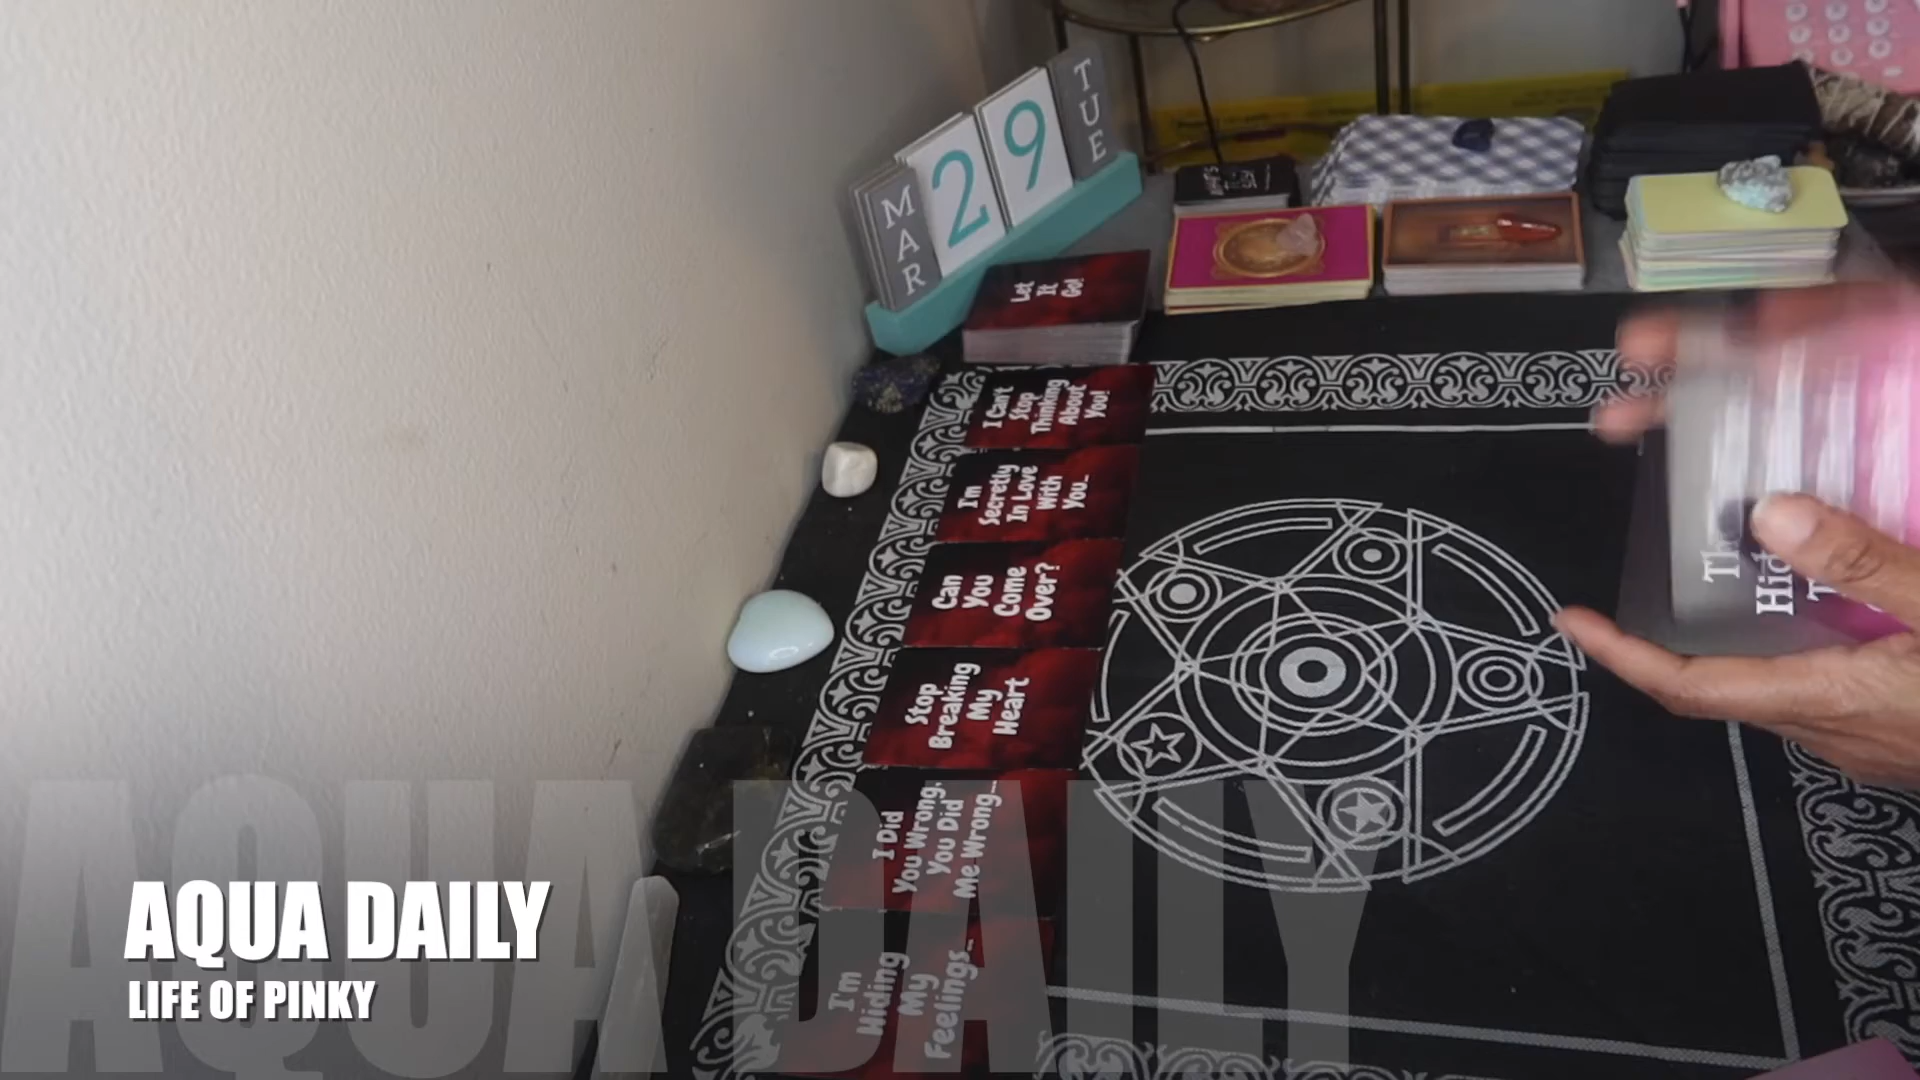 MAR
2
9
TUE
Let
It
Go!
I Can't
Stop
Thinking
About
You!
I'm
Secretly
In Love
With
You...
Can
You
Come
Over?
Stop
Breaking
My
Heart
I Did
You Wrong,
You Did
Me Wrong...
I'm
Hiding
My
Feelings...
AQUA DAILY
AQUA DAILY
LIFE OF PINKY